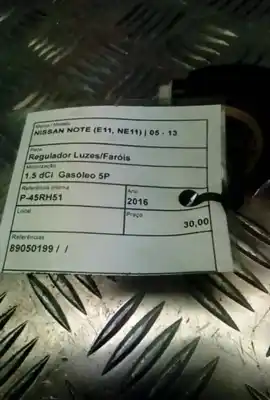 Marca / Modelo
NISSAN NOTE (E11, NE11) | 05 - 13
Peça
Regulador Luzes/Faróis
Motorização
1.5 dCi Gasóleo 5P
Referência Interna
P-45RH51
Ano
2016
Local
Preço
30,00
Referências
89050199 / /